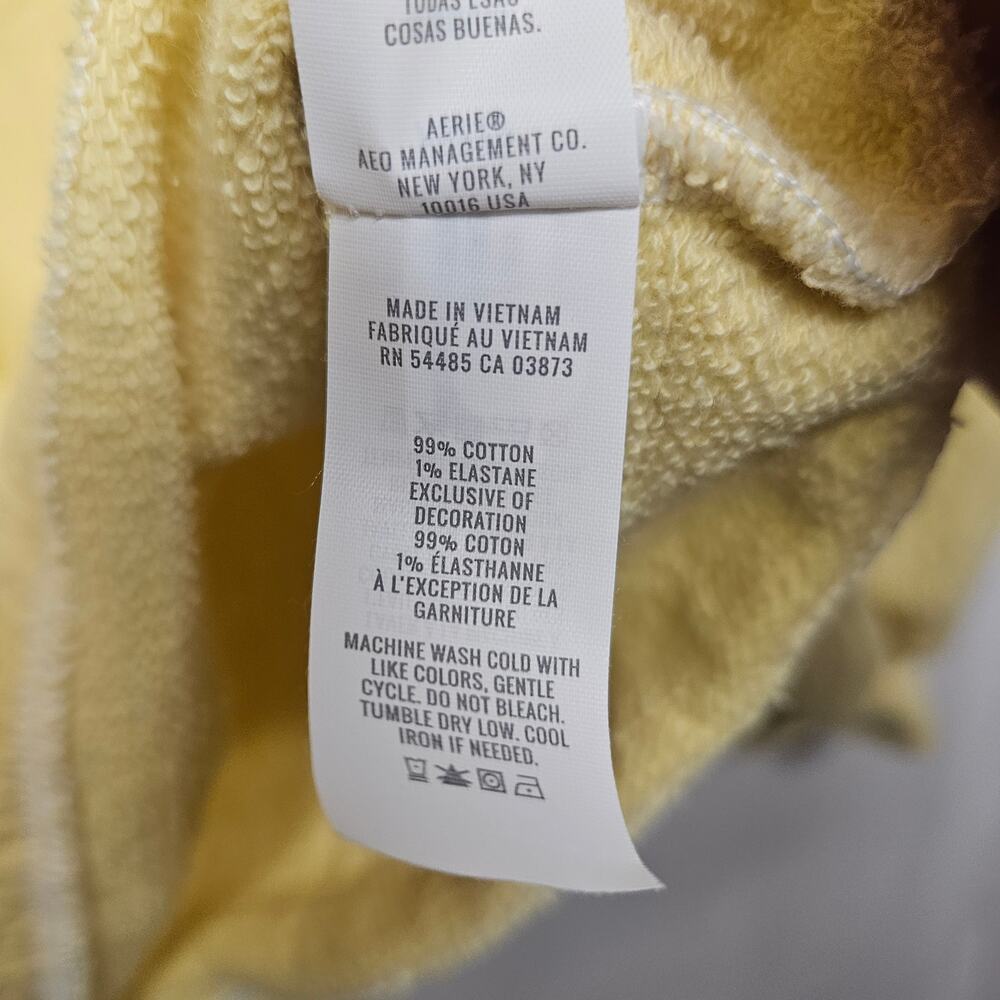 TODAS ESAS
COSAS BUENAS.
AERIE®
AEO MANAGEMENT CO.
NEW YORK, NY
10016 USA
MADE IN VIETNAM
FABRIQUÉ AU VIETNAM
RN 54485 CA 03873
99% COTTON
1% ELASTANE
EXCLUSIVE OF
DECORATION
99% COTON
1% ÉLASTHANNE
À L'EXCEPTION DE LA
GARNITURE
MACHINE WASH COLD WITH
LIKE COLORS, GENTLE
CYCLE. DO NOT BLEACH.
TUMBLE DRY LOW. COOL
IRON IF NEEDED.